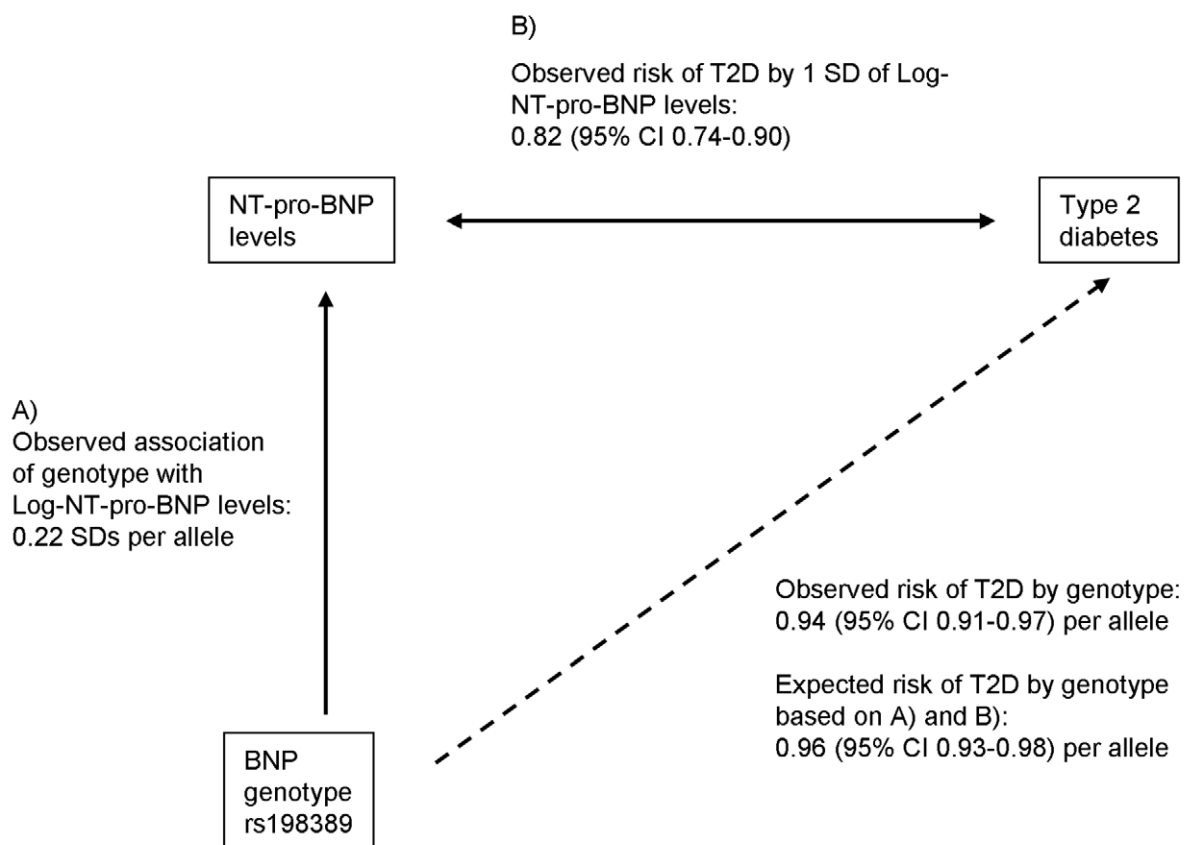 B)
Observed risk of T2D by 1 SD of Log-
NT-pro-BNP levels:
0.82 (95% CI 0.74-0.90)
NT-pro-BNP
levels
Type 2
diabetes
A)
Observed association
of genotype with
Log-NT-pro-BNP levels:
0.22 SDs per allele
Observed risk of T2D by genotype:
0.94 (95% CI 0.91-0.97) per allele
Expected risk of T2D by genotype
based on A) and B):
0.96 (95% CI 0.93-0.98) per allele
BNP
genotype
rs198389